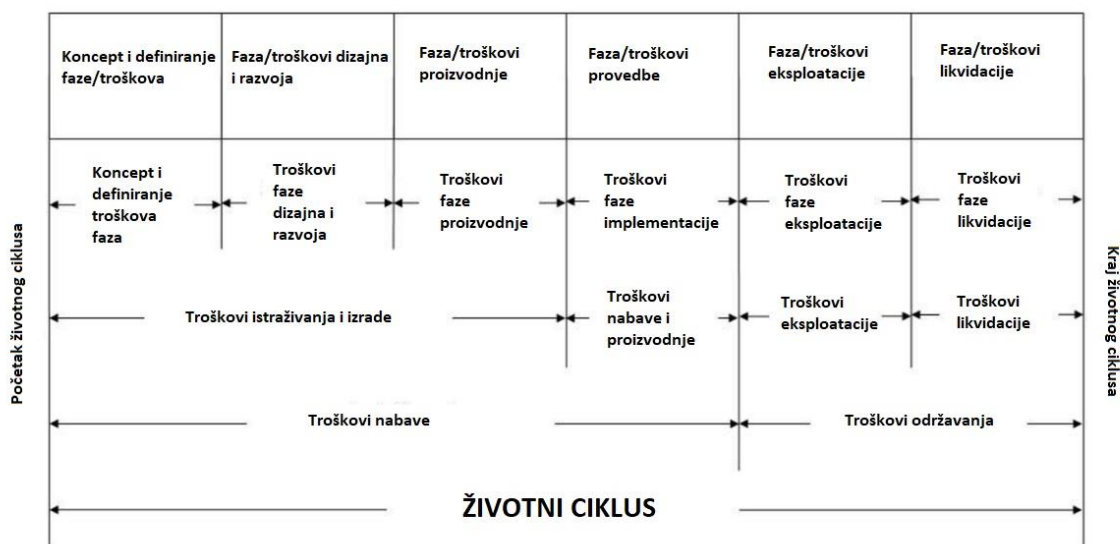 Koncept i definiranje
faze/troškova
Faza/troškovi dizajna
i razvoja
Faza/troškovi
proizvodnje
Faza/troškovi
provedbe
Faza/troškovi
eksploatacije
Faza/troškovi
likvidacije
Koncept i
definiranje
troškova
faza
Troškovi
faze
dizajna i
razvoja
Troškovi
faze
proizvodnje
Troškovi
faze
implementacije
Troškovi
faze
eksploatacije
Troškovi
faze
likvidacije
Početak životnog ciklusa
Kraj životnog ciklusa
Troškovi istraživanja i izrade
Troškovi
nabave i
proizvodnje
Troškovi
eksploatacije
Troškovi
likvidacije
Troškovi nabave
Troškovi održavanja
ŽIVOTNI CIKLUS